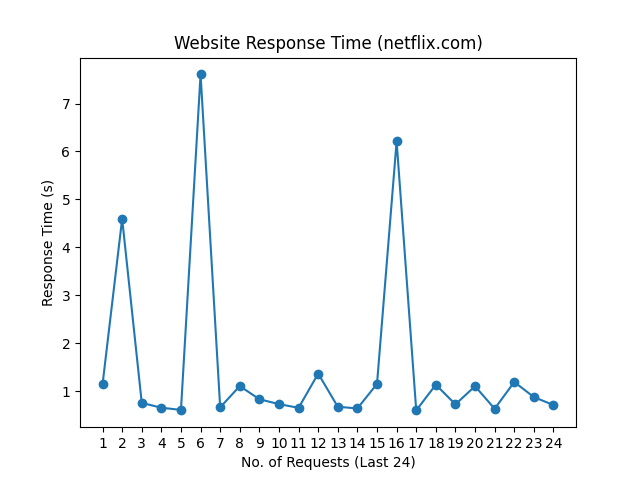 Website Response Time (netflix.com)
Response Time (s)
7
6
5
4
3
2
1
1 2 3 4 5 6 7 8 9 10 11 12 13 14 15 16 17 18 19 20 21 22 23 24
No. of Requests (Last 24)